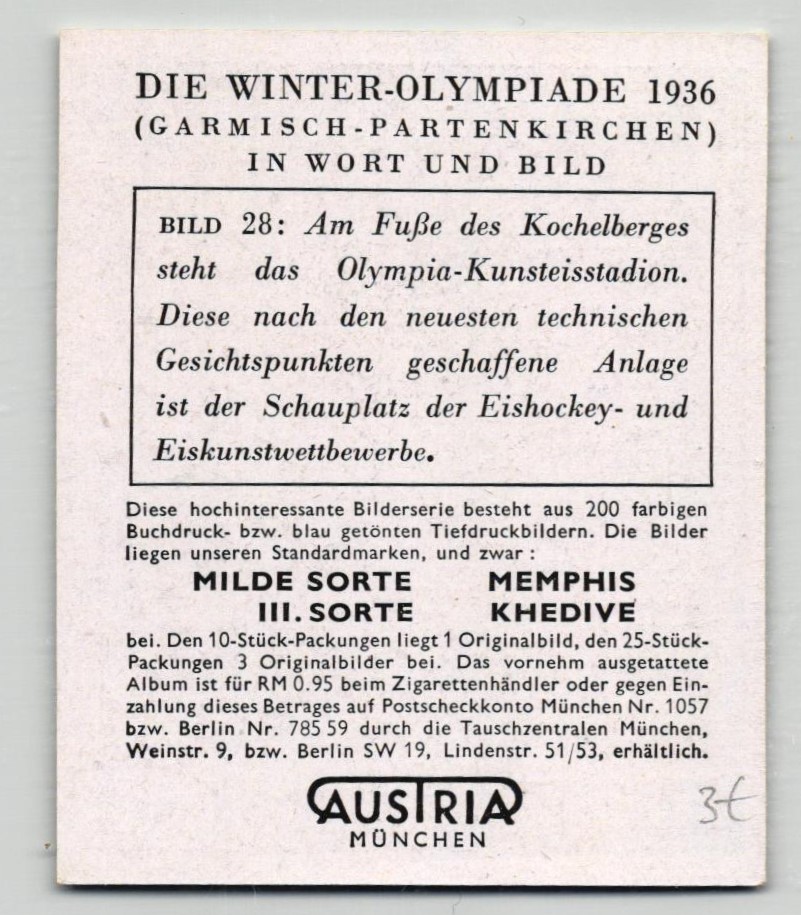 DIE WINTER-OLYMPIADE 1936
(GARMISCH-PARTENKIRCHEN)
IN WORT UND BILD
BILD 28: Am Fuße des Kochelberges
steht das Olympia-Kunsteisstadion.
Diese nach den neuesten technischen
Gesichtspunkten geschaffene Anlage
ist der Schauplatz der Eishockey- und
Eiskunstwettbewerbe.
Diese hochinteressante Bilderserie besteht aus 200 farbigen
Buchdruck- bzw. blau getönten Tiefdruckbildern. Die Bilder
liegen unseren Standardmarken, und zwar :
MILDE SORTE MEMPHIS
III. SORTE KHEDIVE
bei. Den 10-Stück-Packungen liegt 1 Originalbild, den 25-Stück-
Packungen 3 Originalbilder bei. Das vornehm ausgetattete
Album ist für RM 0.95 beim Zigarettenhändler oder gegen Ein-
zahlung dieses Betrages auf Postscheckkonto München Nr. 1057
bzw. Berlin Nr. 785 59 durch die Tauschzentralen München,
Weinstr. 9, bzw. Berlin SW 19, Lindenstr. 51/53, erhältlich.
AUSTRIA
MÜNCHEN
3€